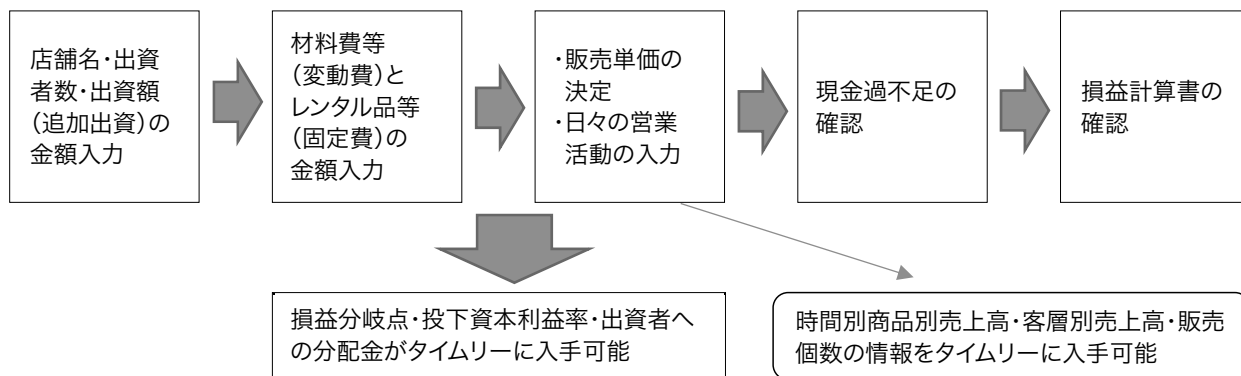 店舗名・出資
者数・出資額
（追加出資）の
金額入力
材料費等
（変動費）と
レンタル品等
（固定費）の
金額入力
・販売単価の
決定
・日々の営業
活動の入力
現金過不足の
確認
損益計算書の
確認
損益分岐点・投下資本利益率・出資者へ
の分配金がタイムリーに入手可能
時間別商品別売上高・客層別売上高・販売
個数の情報をタイムリーに入手可能